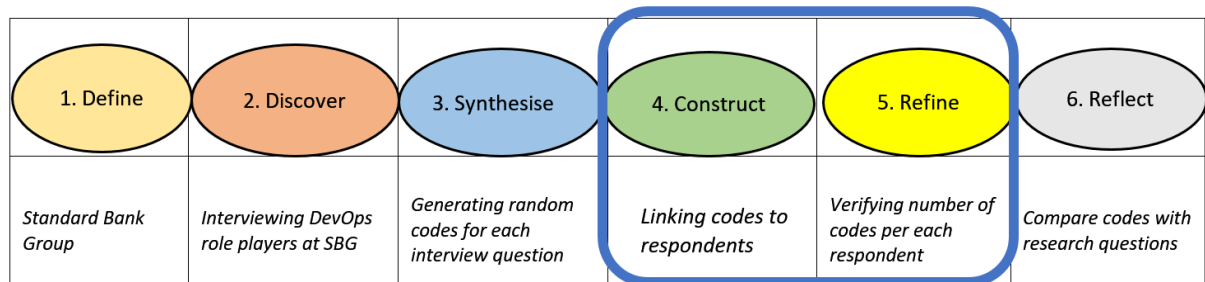 1. Define
2. Discover
3. Synthesise
4. Construct
5. Refine
6. Reflect
Standard Bank
Group
Interviewing DevOps
role players at SBG
Generating random
codes for each
interview question
Linking codes to
respondents
Verifying number of
codes per each
respondent
Compare codes with
research questions